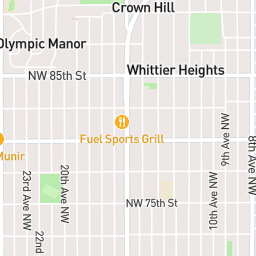 Crown Hill
Olympic Manor
NW 85th St
Whittier Heights
Fuel Sports Grill
Munir
8th Ave NW
9th Ave NW
20th Ave NW
23rd Ave NW
NW 75th St
10th Ave NW
22nd